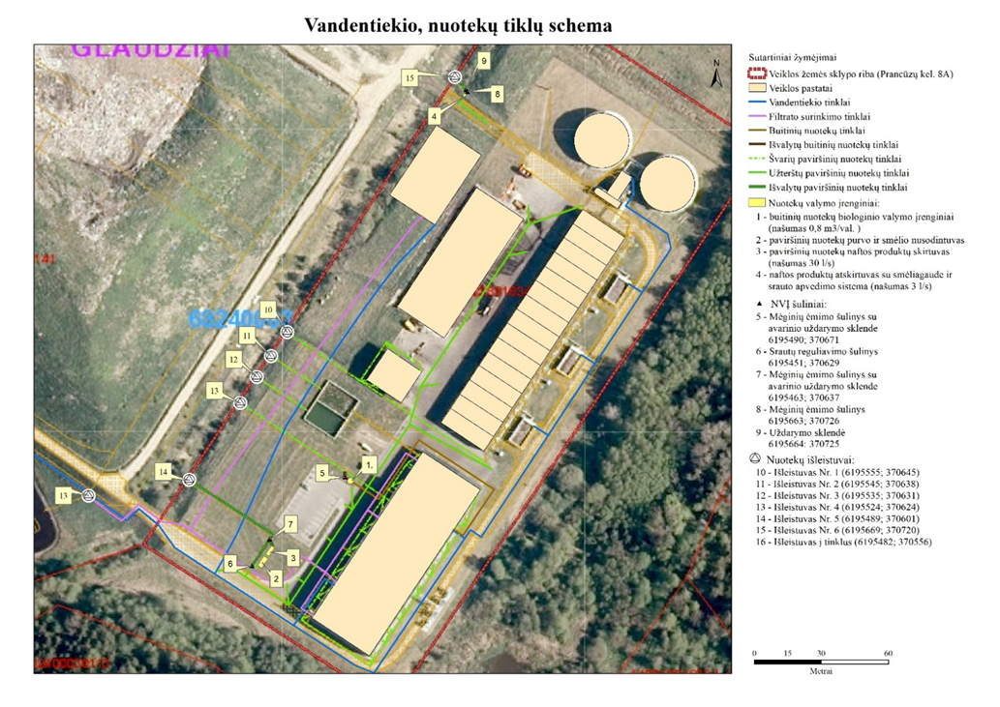 Vandentiekio, nuotekų tiklų schema
GLAUDŽIAI
15
9
8
4
N
141
10
11
12
13
14
13
5
1.
7
6
3
2
Sutartiniai žymėjimai
Veiklos žemės sklypo riba (Prancūzų kel. 8A)
Veiklos pastatai
Vandentiekio tinklai
Filtrato surinkimo tinklai
Buitinių nuotekų tinklai
Išvalytų buitinių nuotekų tinklai
Švarių paviršinių nuotekų tinklai
Užterštų paviršinių nuotekų tinklai
Išvalytų paviršinių nuotekų tinklai
Nuotekų valymo įrenginiai:
1 - buitinių nuotekų biologinio valymo įrenginiai
(našumas 0,8 m3/val. )
2 - paviršinių nuotekų purvo ir smėlio nusodintuvas
3 - paviršinių nuotekų naftos produktų skirtuvas
(našumas 30 l/s)
4 - naftos produktų atskirtuvas su smėliagaude ir
srauto apvedimo sistema (našumas 3 l/s)
NVĮ šuliniai:
5 - Mėginių ėmimo šulinys su
avarinio uždarymo sklende
6195490; 370671
6 - Srautų reguliavimo šulinys
6195451; 370629
7 - Mėginių ėmimo šulinys su
avarinio uždarymo sklende
6195463; 370637
8 - Mėginių ėmimo šulinys
6195663; 370726
9 - Uždarymo sklendė
6195664; 370725
Nuotekų išleistuvai:
10 - Išleistuvas Nr. 1 (6195555; 370645)
11 - Išleistuvas Nr. 2 (6195545; 370638)
12 - Išleistuvas Nr. 3 (6195535; 370631)
13 - Išleistuvas Nr. 4 (6195524; 370624)
14 - Išleistuvas Nr. 5 (6195489; 370601)
15 - Išleistuvas Nr. 6 (6195669; 370720)
16 - Išleistuvas į tinklus (6195482; 370556)
0 15 30 60
Metrai